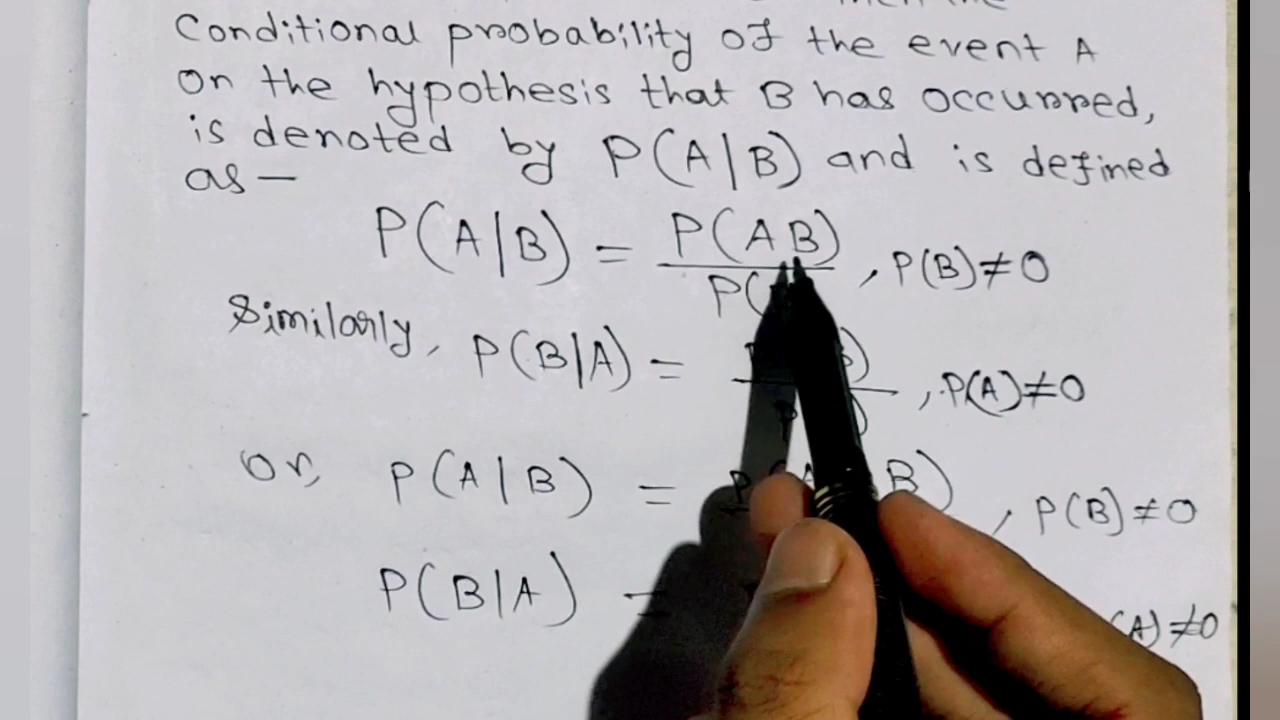 Conditional probability of the event A
on the hypothesis that B has occurred,
is denoted by P(A|B) and is defined
as —
P(A|B) = P(AB) / P( , P(B)≠0
Similarly, P(B|A) = , P(A)≠0
Or, P(A|B) = B) , P(B)≠0
P(B|A) = (A)≠0